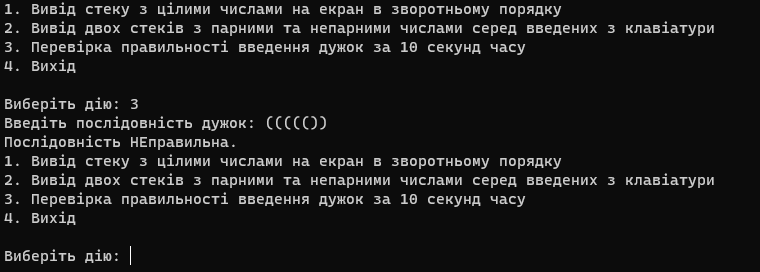 1. Вивід стеку з цілими числами на екран в зворотньому порядку
2. Вивід двох стеків з парними та непарними числами серед введених з клавіатури
3. Перевірка правильності введення дужок за 10 секунд часу
4. Вихід
Виберіть дію: 3
Введіть послідовність дужок: ((((())
Послідовність НЕправильна.
1. Вивід стеку з цілими числами на екран в зворотньому порядку
2. Вивід двох стеків з парними та непарними числами серед введених з клавіатури
3. Перевірка правильності введення дужок за 10 секунд часу
4. Вихід
Виберіть дію: